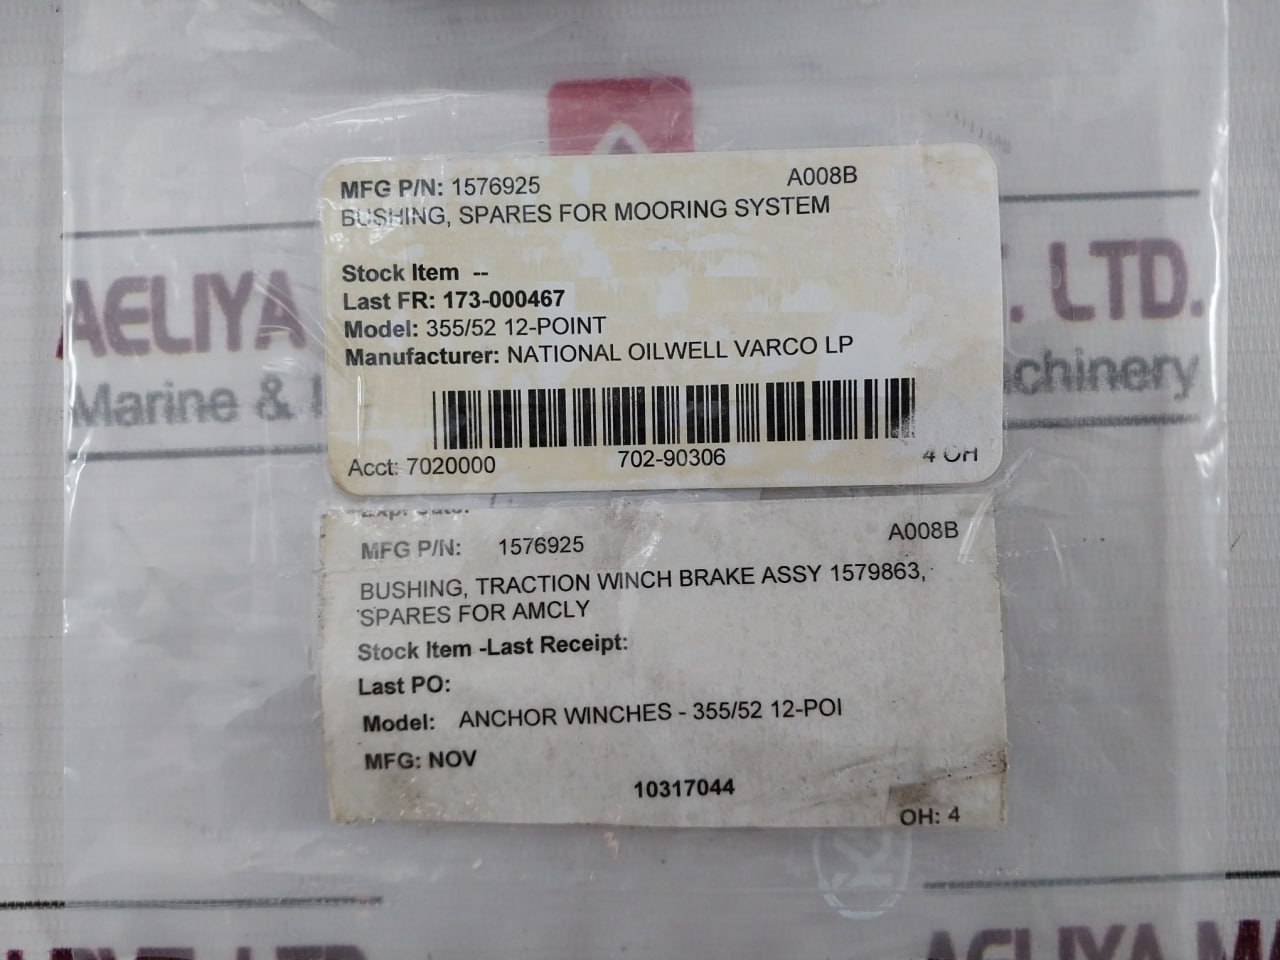 MFG P/N: 1576925 A008B
BUSHING, SPARES FOR MOORING SYSTEM
Stock Item --
Last FR: 173-000467
Model: 355/52 12-POINT
Manufacturer: NATIONAL OILWELL VARCO LP
Acct: 7020000 702-90306 4 OH
AELIYA . LTD.
Marine & chinery
MFG P/N: 1576925 A008B
BUSHING, TRACTION WINCH BRAKE ASSY 1579863,
SPARES FOR AMCLY
Stock Item -Last Receipt:
Last PO:
Model: ANCHOR WINCHES - 355/52 12-POI
MFG: NOV
10317044
OH: 4